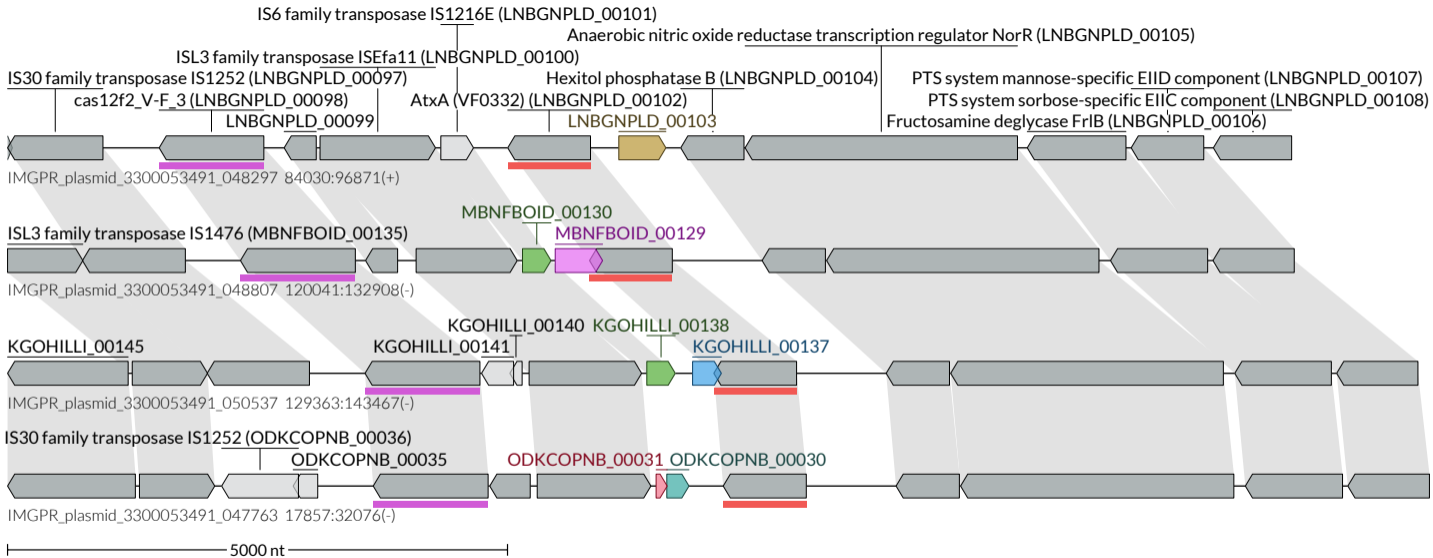 IS6 family transposase IS1216E (LNBGNPLD_00101)
Anaerobic nitric oxide reductase transcription regulator NorR (LNBGNPLD_00105)
ISL3 family transposase ISEfa11 (LNBGNPLD_00100)
IS30 family transposase IS1252 (LNBGNPLD_00097)
Hexitol phosphatase B (LNBGNPLD_00104)
PTS system mannose-specific EIID component (LNBGNPLD_00107)
cas12f2_V-F_3 (LNBGNPLD_00098)
AtxA (VF0332) (LNBGNPLD_00102)
PTS system sorbose-specific EIIC component (LNBGNPLD_00108)
LNBGNPLD_00099
LNBGNPLD_00103
Fructosamine deglycase FrlB (LNBGNPLD_00106)
IMGPR_plasmid_3300053491_048297 84030:96871(+)
MBNFBOID_00130
ISL3 family transposase IS1476 (MBNFBOID_00135)
MBNFBOID_00129
IMGPR_plasmid_3300053491_048807 120041:132908(-)
KGOHILLI_00140
KGOHILLI_00138
KGOHILLI_00145
KGOHILLI_00141
KGOHILLI_00137
IMGPR_plasmid_3300053491_050537 129363:143467(-)
IS30 family transposase IS1252 (ODKCOPNB_00036)
ODKCOPNB_00035
ODKCOPNB_00031
ODKCOPNB_00030
IMGPR_plasmid_3300053491_047763 17857:32076(-)
5000 nt